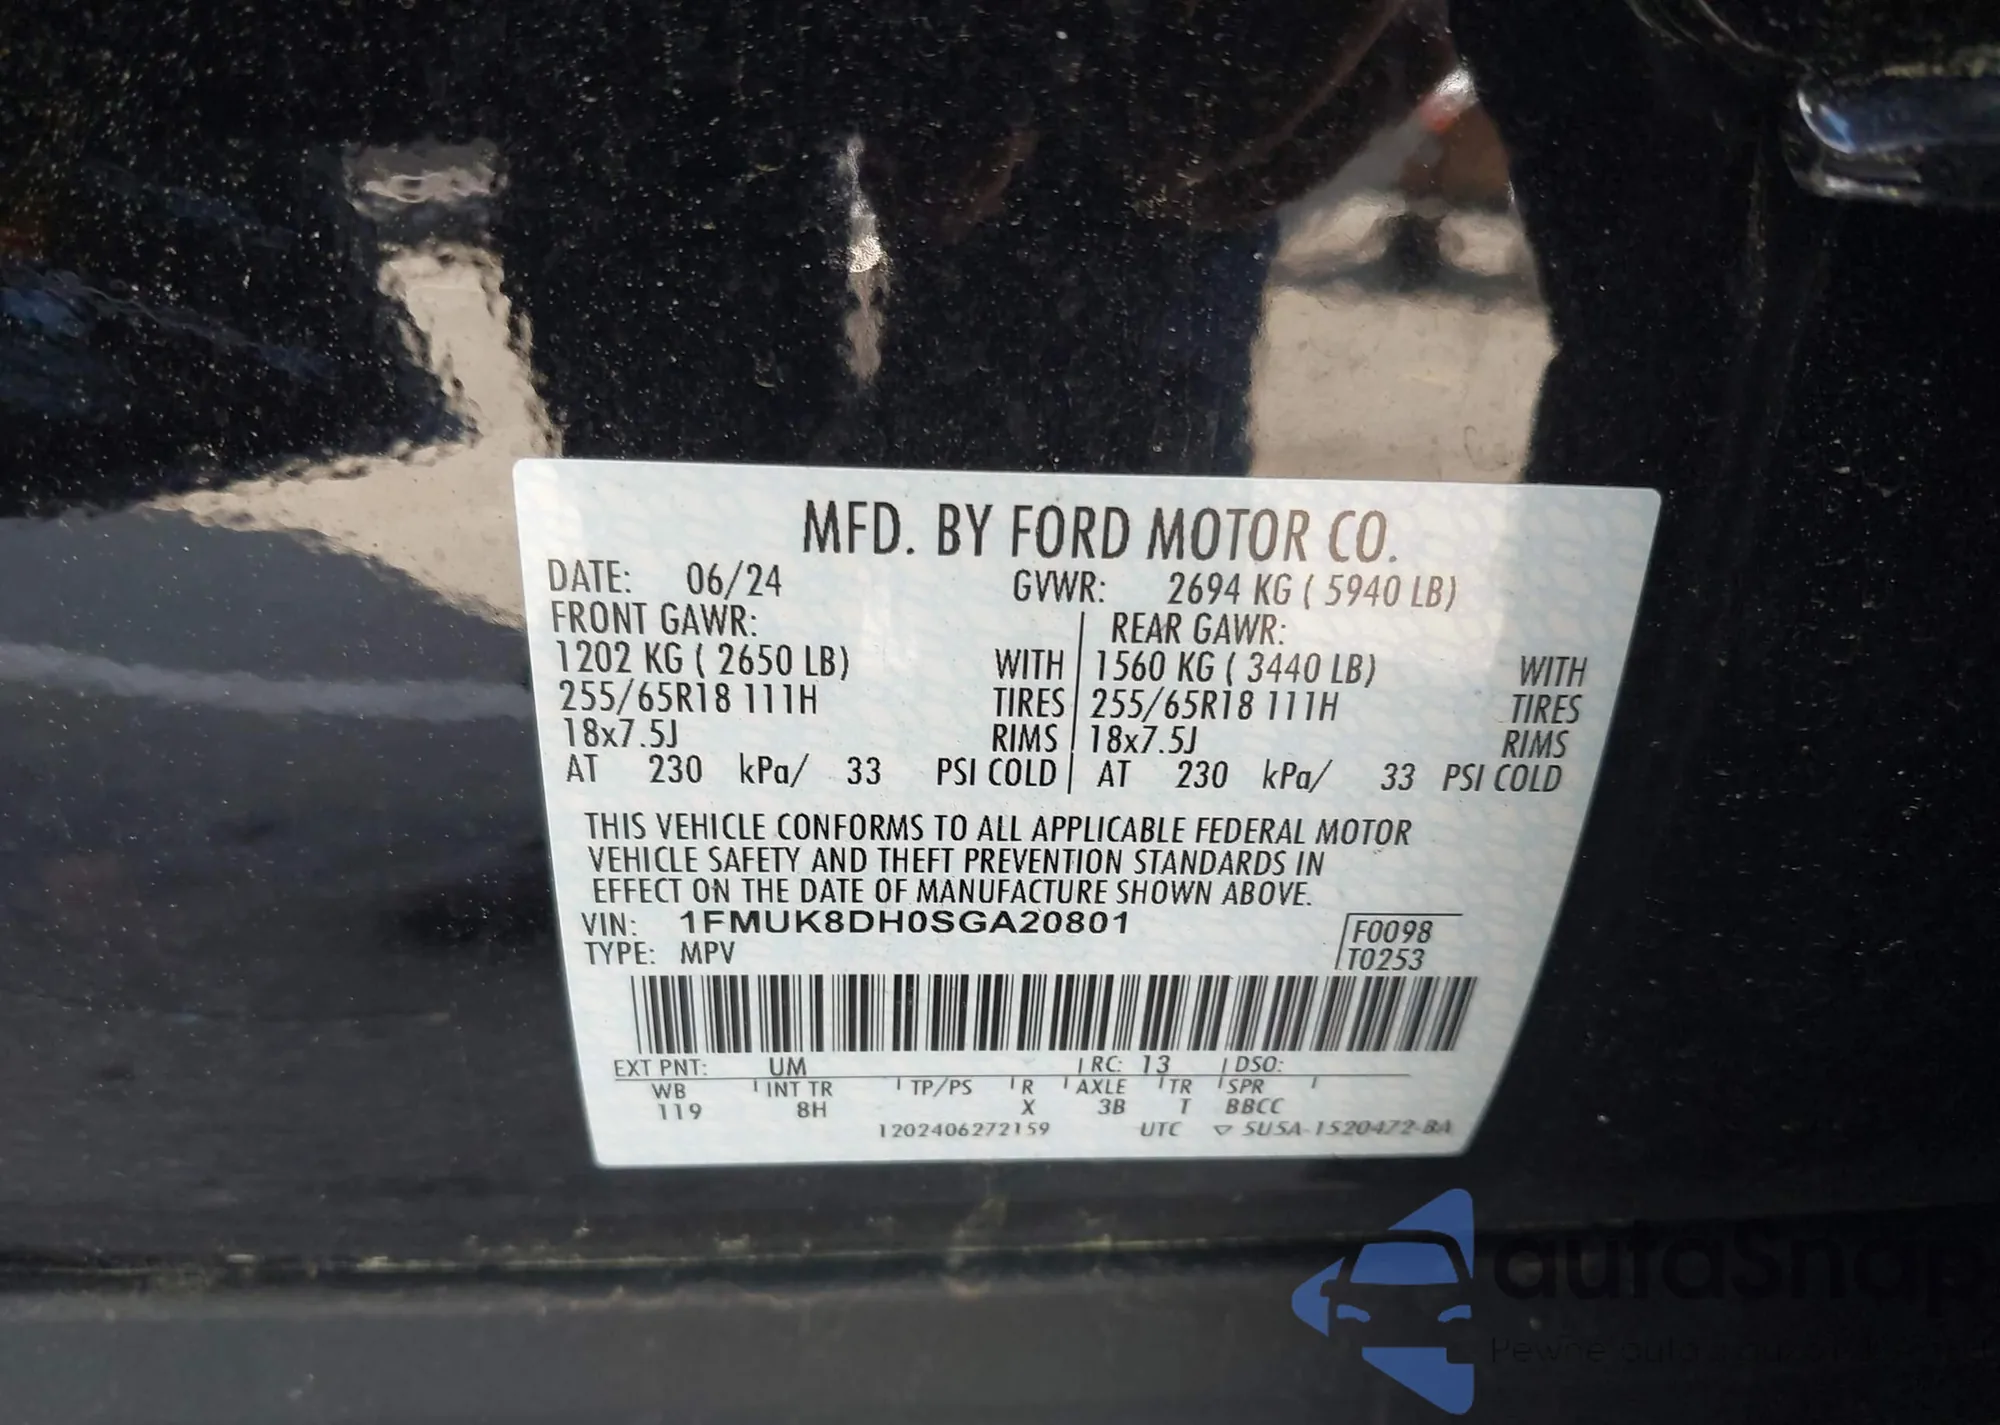 MFD. BY FORD MOTOR CO.
DATE: 06/24 GVWR: 2694 KG ( 5940 LB)
FRONT GAWR: REAR GAWR:
1202 KG ( 2650 LB) WITH 1560 KG ( 3440 LB) WITH
255/65R18 111H TIRES 255/65R18 111H TIRES
18x7.5J RIMS 18x7.5J RIMS
AT 230 kPa/ 33 PSI COLD AT 230 kPa/ 33 PSI COLD
THIS VEHICLE CONFORMS TO ALL APPLICABLE FEDERAL MOTOR
VEHICLE SAFETY AND THEFT PREVENTION STANDARDS IN
EFFECT ON THE DATE OF MANUFACTURE SHOWN ABOVE.
VIN: 1FMUK8DH0SGA20801 F0098
TYPE: MPV T0253
EXT PNT: UM RC: 13 DSO:
WB INT TR TP/PS R AXLE TR SPR
119 8H X 3B T BBCC
1202406272159 UTC ▽ SU5A-1520472-BA
autoSnap
Pewne auta